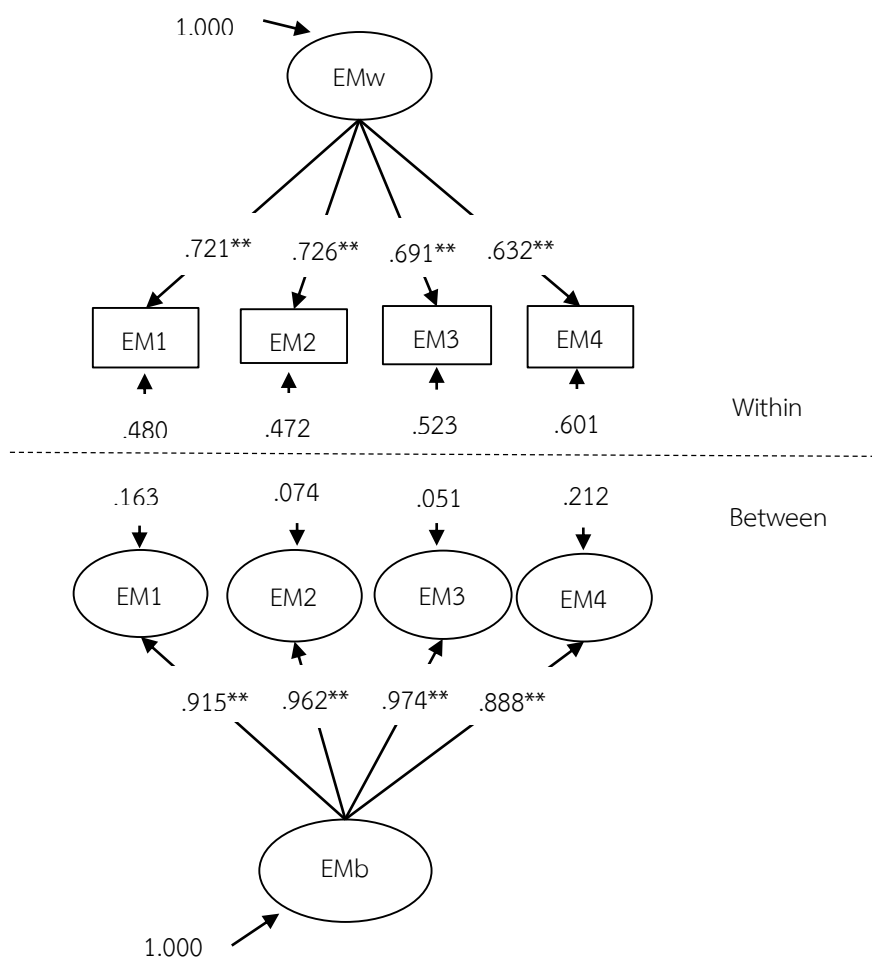 1.000
EMw
.721** .726** .691** .632**
EM1 EM2 EM3 EM4
.480 .472 .523 .601
Within
.163 .074 .051 .212
Between
EM1 EM2 EM3 EM4
.915** .962** .974** .888**
EMb
1.000